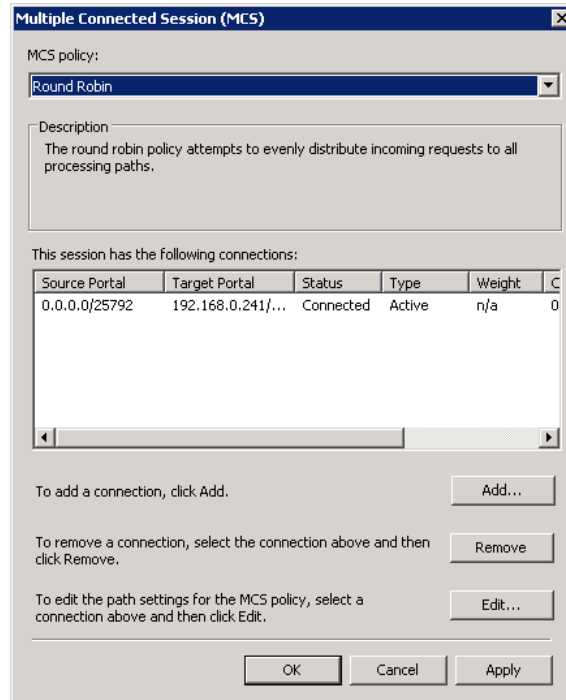 Multiple Connected Session (MCS)
MCS policy:
Round Robin
Description
The round robin policy attempts to evenly distribute incoming requests to all
processing paths.
This session has the following connections:
Source Portal Target Portal Status Type Weight C
0.0.0.0/25792 192.168.0.241/... Connected Active n/a 0
To add a connection, click Add.
Add...
To remove a connection, select the connection above and then
click Remove.
Remove
To edit the path settings for the MCS policy, select a
connection above and then click Edit.
Edit...
OK Cancel Apply